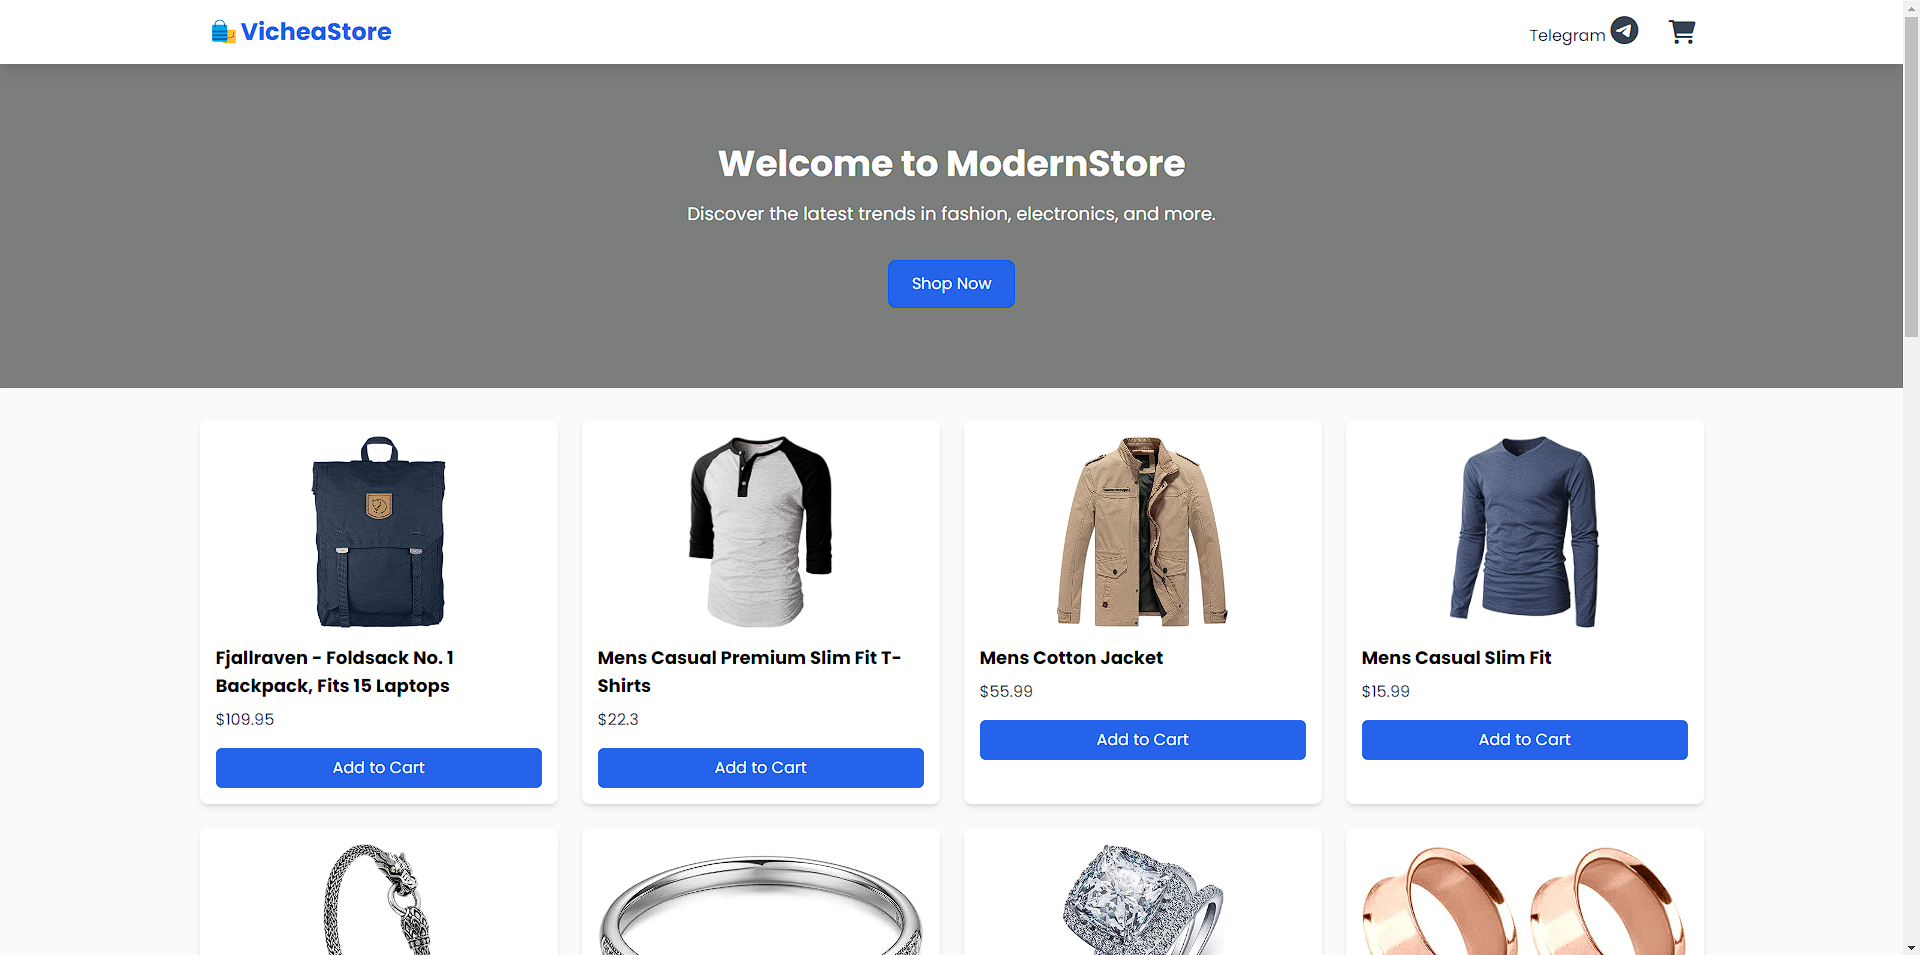 VicheaStore
Telegram
Welcome to ModernStore
Discover the latest trends in fashion, electronics, and more.
Shop Now
Fjallraven - Foldsack No. 1
Backpack, Fits 15 Laptops
$109.95
Add to Cart
Mens Casual Premium Slim Fit T-
Shirts
$22.3
Add to Cart
Mens Cotton Jacket
$55.99
Add to Cart
Mens Casual Slim Fit
$15.99
Add to Cart